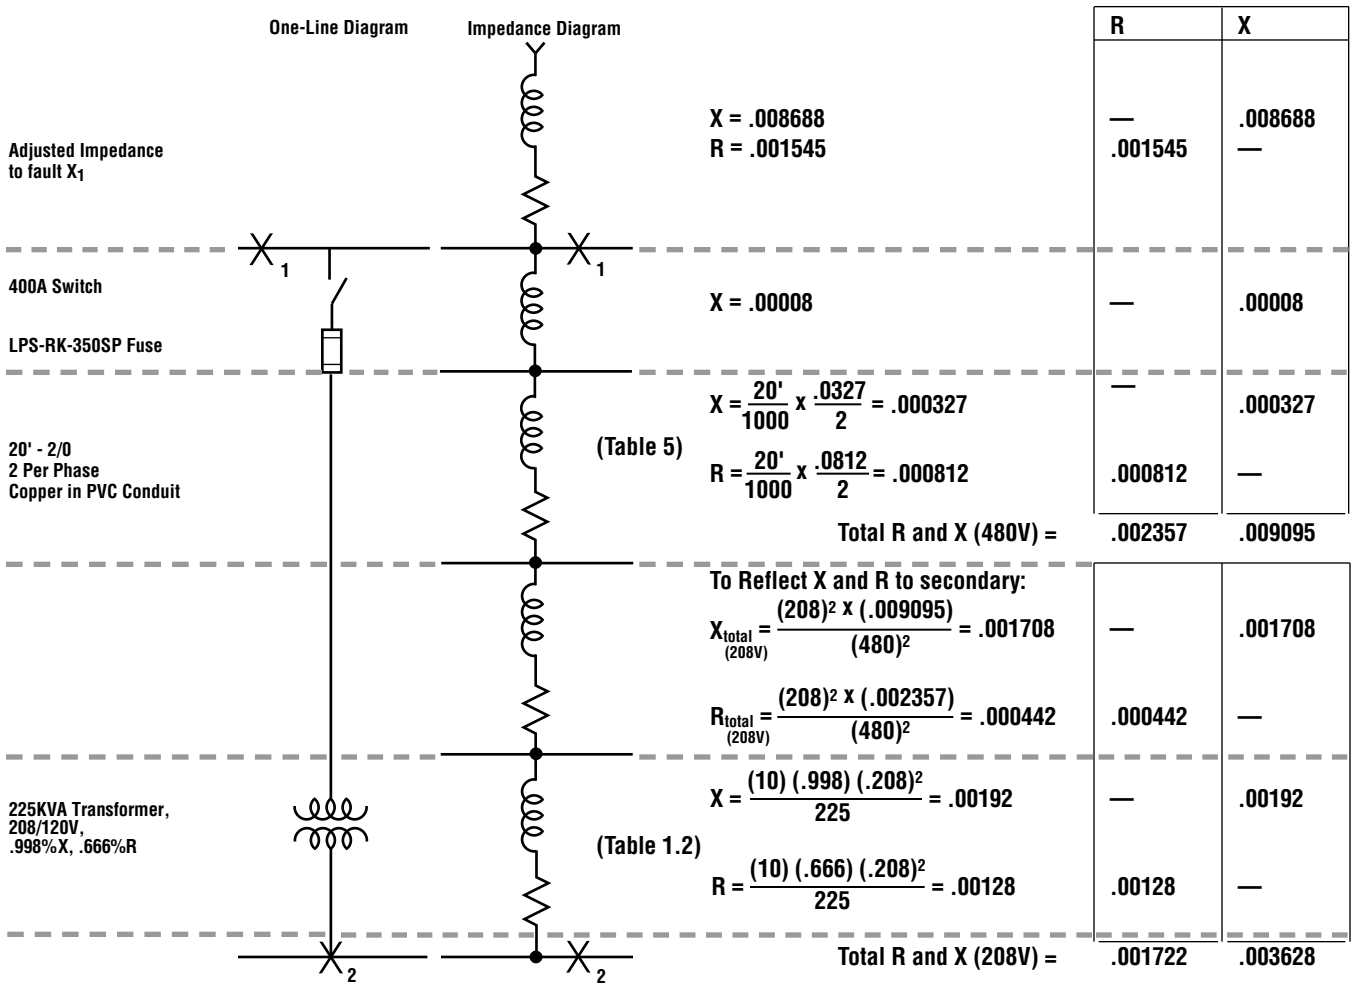 One-Line Diagram Impedance Diagram R X
X = .008688 — .008688
R = .001545 .001545 —
Adjusted Impedance
to fault X1
1 1
400A Switch
X = .00008 — .00008
LPS-RK-350SP Fuse
X = 20' / 1000 x .0327 / 2 = .000327 — .000327
(Table 5)
20' - 2/0
2 Per Phase
Copper in PVC Conduit
R = 20' / 1000 x .0812 / 2 = .000812 .000812 —
Total R and X (480V) = .002357 .009095
To Reflect X and R to secondary:
Xtotal (208V) = (208)² x (.009095) / (480)² = .001708 — .001708
Rtotal (208V) = (208)² x (.002357) / (480)² = .000442 .000442 —
225KVA Transformer,
208/120V,
.998%X, .666%R
X = (10) (.998) (.208)² / 225 = .00192 — .00192
(Table 1.2)
R = (10) (.666) (.208)² / 225 = .00128 .00128 —
Total R and X (208V) = .001722 .003628
2 2